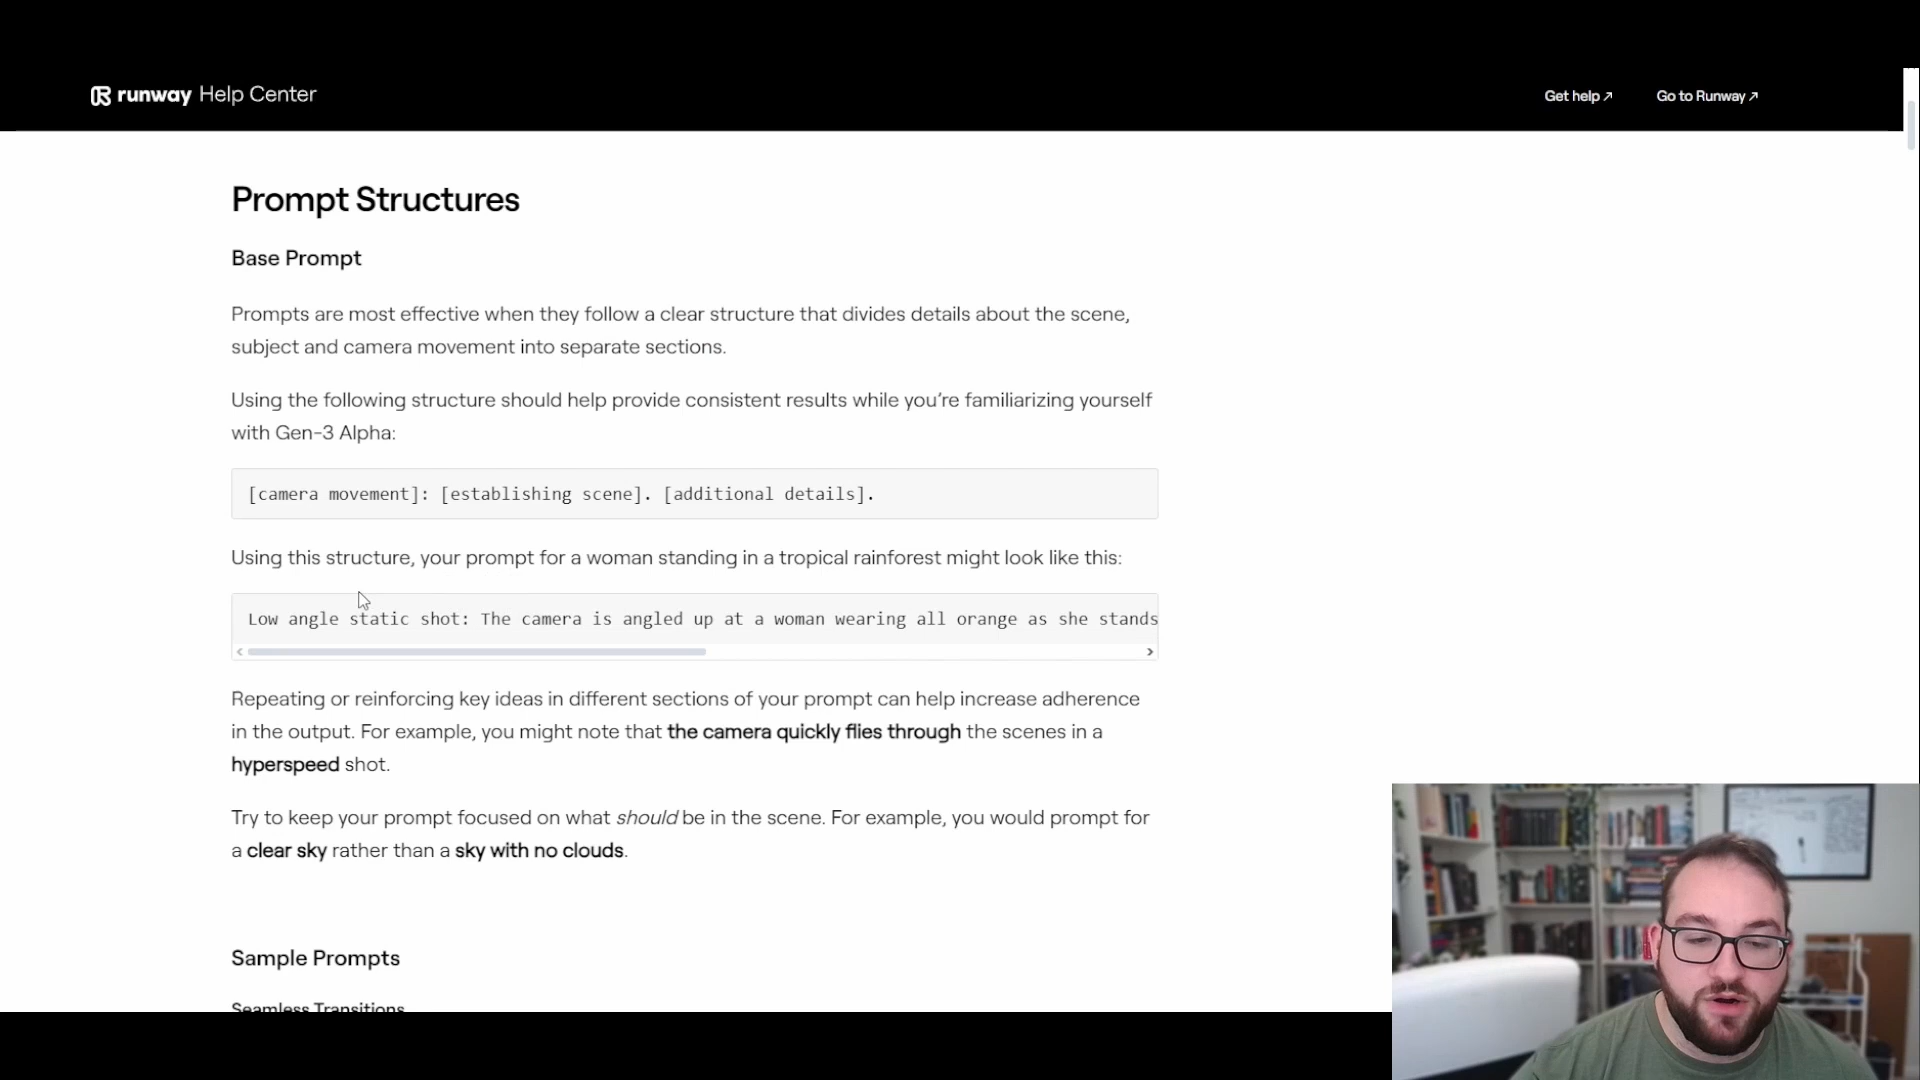 runway Help Center
Get help ↗
Go to Runway ↗
Prompt Structures
Base Prompt
Prompts are most effective when they follow a clear structure that divides details about the scene,
subject and camera movement into separate sections.
Using the following structure should help provide consistent results while you’re familiarizing yourself
with Gen-3 Alpha:
[camera movement]: [establishing scene]. [additional details].
Using this structure, your prompt for a woman standing in a tropical rainforest might look like this:
Low angle static shot: The camera is angled up at a woman wearing all orange as she stands
Repeating or reinforcing key ideas in different sections of your prompt can help increase adherence
in the output. For example, you might note that the camera quickly flies through the scenes in a
hyperspeed shot.
Try to keep your prompt focused on what should be in the scene. For example, you would prompt for
a clear sky rather than a sky with no clouds.
Sample Prompts
Seamless Transitions